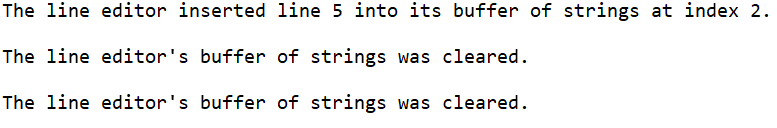 The line editor inserted line 5 into its buffer of strings at index 2.
The line editor's buffer of strings was cleared.
The line editor's buffer of strings was cleared.